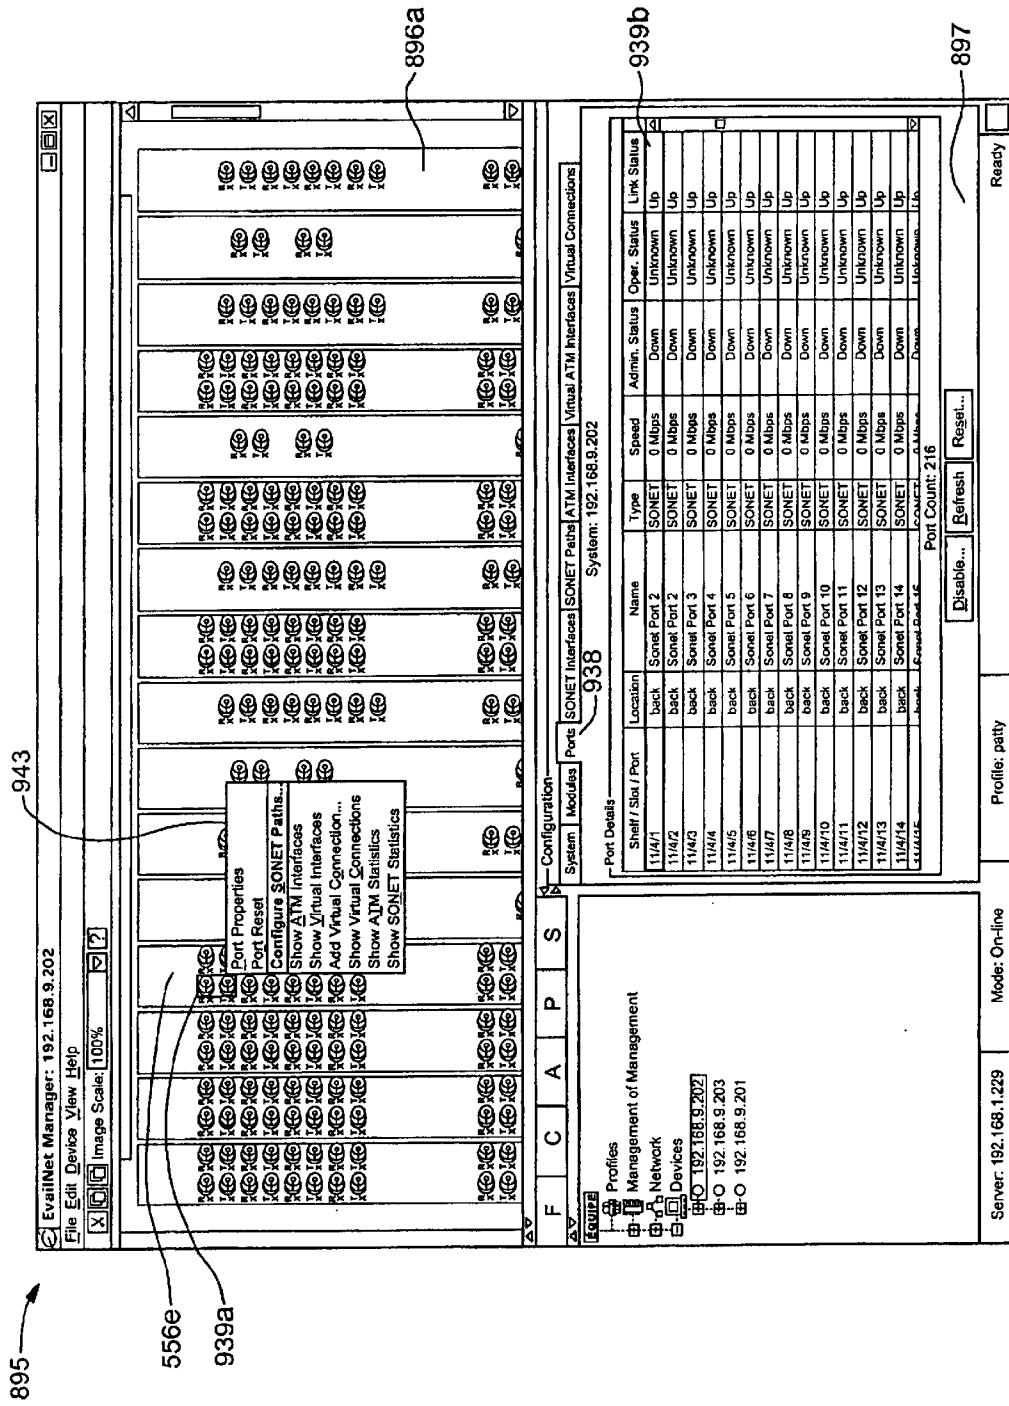 895
EvailNet Manager: 192.168.9.202
File Edit Device View Help
Image Scale: 100%
?
943
Port Properties
Port Reset
Configure SONET Paths...
Show ATM Interfaces
Show Virtual Interfaces
Add Virtual Connection...
Show Virtual Connections
Show ATM Statistics
Show SONET Statistics
556e
939a
896a
F C A P S
EQUIPE
Profiles
Management of Management
Network
Devices
192.168.9.202
192.168.9.203
192.168.9.201
Configuration
System Modules Ports SONET Interfaces SONET Paths ATM Interfaces Virtual ATM Interfaces Virtual Connections
938
System: 192.168.9.202
939b
Port Details
Shelf / Slot / Port Location Name Type Speed Admin. Status Oper. Status Link Status
11/4/1 back Sonet Port 2 SONET 0 Mbps Down Unknown Up
11/4/2 back Sonet Port 2 SONET 0 Mbps Down Unknown Up
11/4/3 back Sonet Port 3 SONET 0 Mbps Down Unknown Up
11/4/4 back Sonet Port 4 SONET 0 Mbps Down Unknown Up
11/4/5 back Sonet Port 5 SONET 0 Mbps Down Unknown Up
11/4/6 back Sonet Port 6 SONET 0 Mbps Down Unknown Up
11/4/7 back Sonet Port 7 SONET 0 Mbps Down Unknown Up
11/4/8 back Sonet Port 8 SONET 0 Mbps Down Unknown Up
11/4/9 back Sonet Port 9 SONET 0 Mbps Down Unknown Up
11/4/10 back Sonet Port 10 SONET 0 Mbps Down Unknown Up
11/4/11 back Sonet Port 11 SONET 0 Mbps Down Unknown Up
11/4/12 back Sonet Port 12 SONET 0 Mbps Down Unknown Up
11/4/13 back Sonet Port 13 SONET 0 Mbps Down Unknown Up
11/4/14 back Sonet Port 14 SONET 0 Mbps Down Unknown Up
Port Count: 216
Disable... Refresh Reset...
897
Server: 192.168.1.229 Mode: On-line Profile: patty Ready